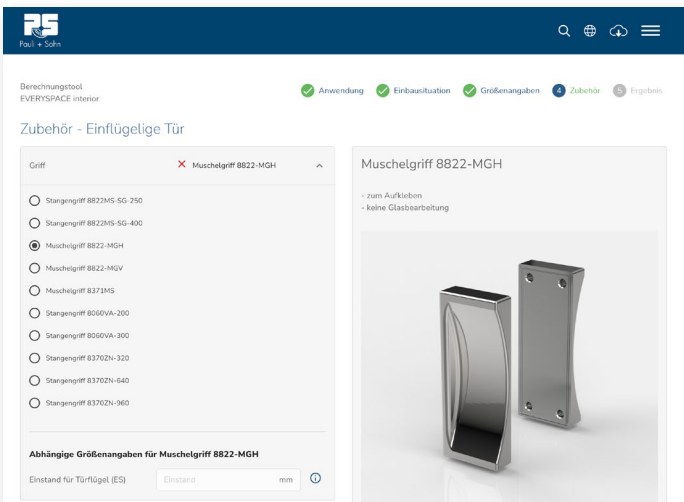 PS
Pauli + Sohn
Berechnungstool
EVERYSPACE interior
Anwendung
Einbausituation
Größenangaben
4 Zubehör
5 Ergebnis
Zubehör - Einflügelige Tür
Griff
Muschelgriff 8822-MGH
Stangengriff 8822MS-SG-250
Stangengriff 8822MS-SG-400
Muschelgriff 8822-MGH
Muschelgriff 8822-MGV
Muschelgriff 8371MS
Stangengriff 8060VA-200
Stangengriff 8060VA-300
Stangengriff 8370ZN-320
Stangengriff 8370ZN-640
Stangengriff 8370ZN-960
Abhängige Größenangaben für Muschelgriff 8822-MGH
Einstand für Türflügel (ES)
Einstand
mm
Muschelgriff 8822-MGH
- zum Aufkleben
- keine Glasbearbeitung